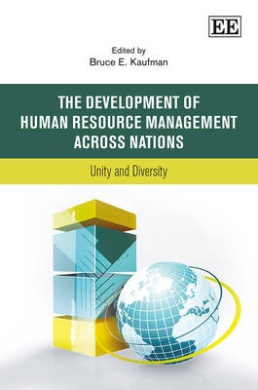 EE
Edited by
Bruce E. Kaufman
THE DEVELOPMENT OF
HUMAN RESOURCE MANAGEMENT
ACROSS NATIONS
Unity and Diversity